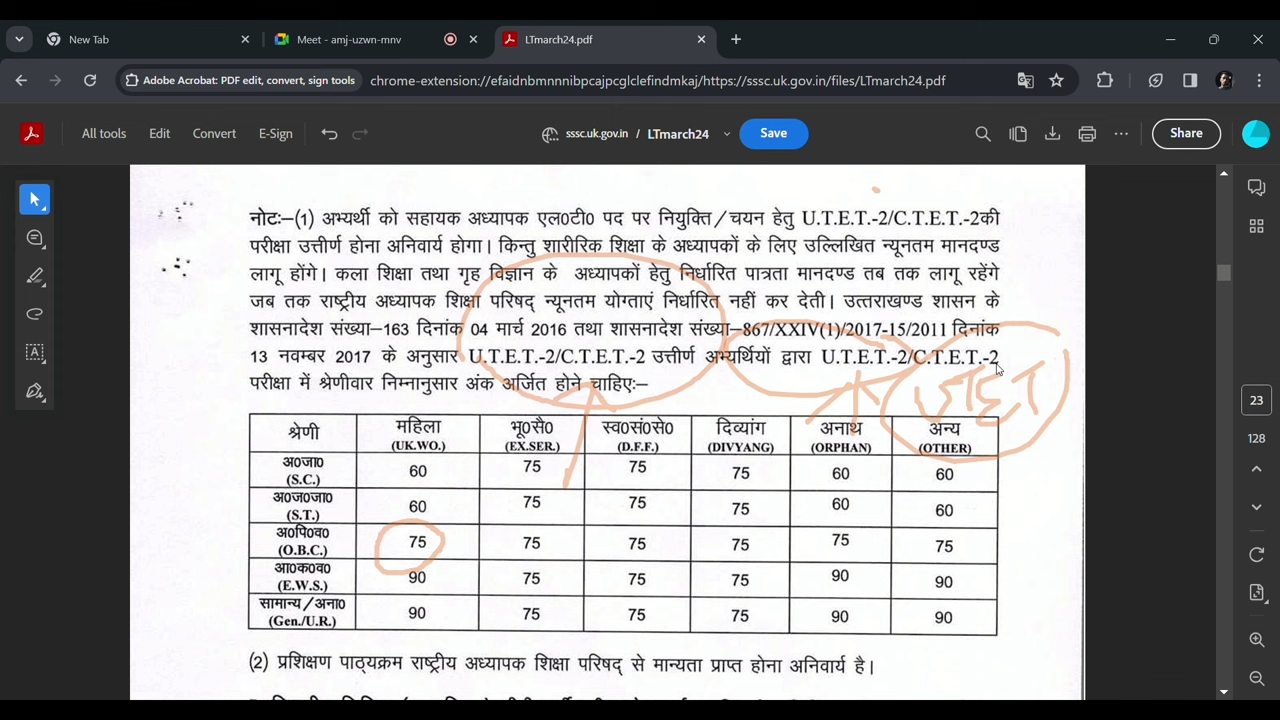 New Tab
Meet - amj-uzwn-mnv
LTmarch24.pdf
Adobe Acrobat: PDF edit, convert, sign tools
chrome-extension://efaidnbmnnnibpcajpcglclefindmkaj/https://sssc.uk.gov.in/files/LTmarch24.pdf
All tools
Edit
Convert
E-Sign
sssc.uk.gov.in / LTmarch24
Save
Share
नोटः–(1) अभ्यर्थी को सहायक अध्यापक एल0टी0 पद पर नियुक्ति/चयन हेतु U.T.E.T.-2/C.T.E.T.-2की
परीक्षा उत्तीर्ण होना अनिवार्य होगा। किन्तु शारीरिक शिक्षा के अध्यापकों के लिए उल्लिखित न्यूनतम मानदण्ड
लागू होंगे। कला शिक्षा तथा गृह विज्ञान के अध्यापकों हेतु निर्धारित पात्रता मानदण्ड तब तक लागू रहेंगे
जब तक राष्ट्रीय अध्यापक शिक्षा परिषद् न्यूनतम योग्ताएं निर्धारित नहीं कर देती। उत्तराखण्ड शासन के
शासनादेश संख्या–163 दिनांक 04 मार्च 2016 तथा शासनादेश संख्या–867/XXIV(1)/2017-15/2011 दिनांक
13 नवम्बर 2017 के अनुसार U.T.E.T.-2/C.T.E.T.-2 उत्तीर्ण अभ्यर्थियों द्वारा U.T.E.T.-2/C.T.E.T.-2
परीक्षा में श्रेणीवार निम्नानुसार अंक अर्जित होने चाहिएः–
श्रेणी महिला (UK.WO.) भू0सै0 (EX.SER.) स्व0सं0से0 (D.F.F.) दिव्यांग (DIVYANG) अनाथ (ORPHAN) अन्य (OTHER)
अ0जा0 (S.C.) 60 75 75 75 60 60
अ0ज0जा0 (S.T.) 60 75 75 75 60 60
अ0पि0व0 (O.B.C.) 75 75 75 75 75 75
आ0क0व0 (E.W.S.) 90 75 75 75 90 90
सामान्य/अना0 (Gen./U.R.) 90 75 75 75 90 90
(2) प्रशिक्षण पाठ्यक्रम राष्ट्रीय अध्यापक शिक्षा परिषद् से मान्यता प्राप्त होना अनिवार्य है।
23
128